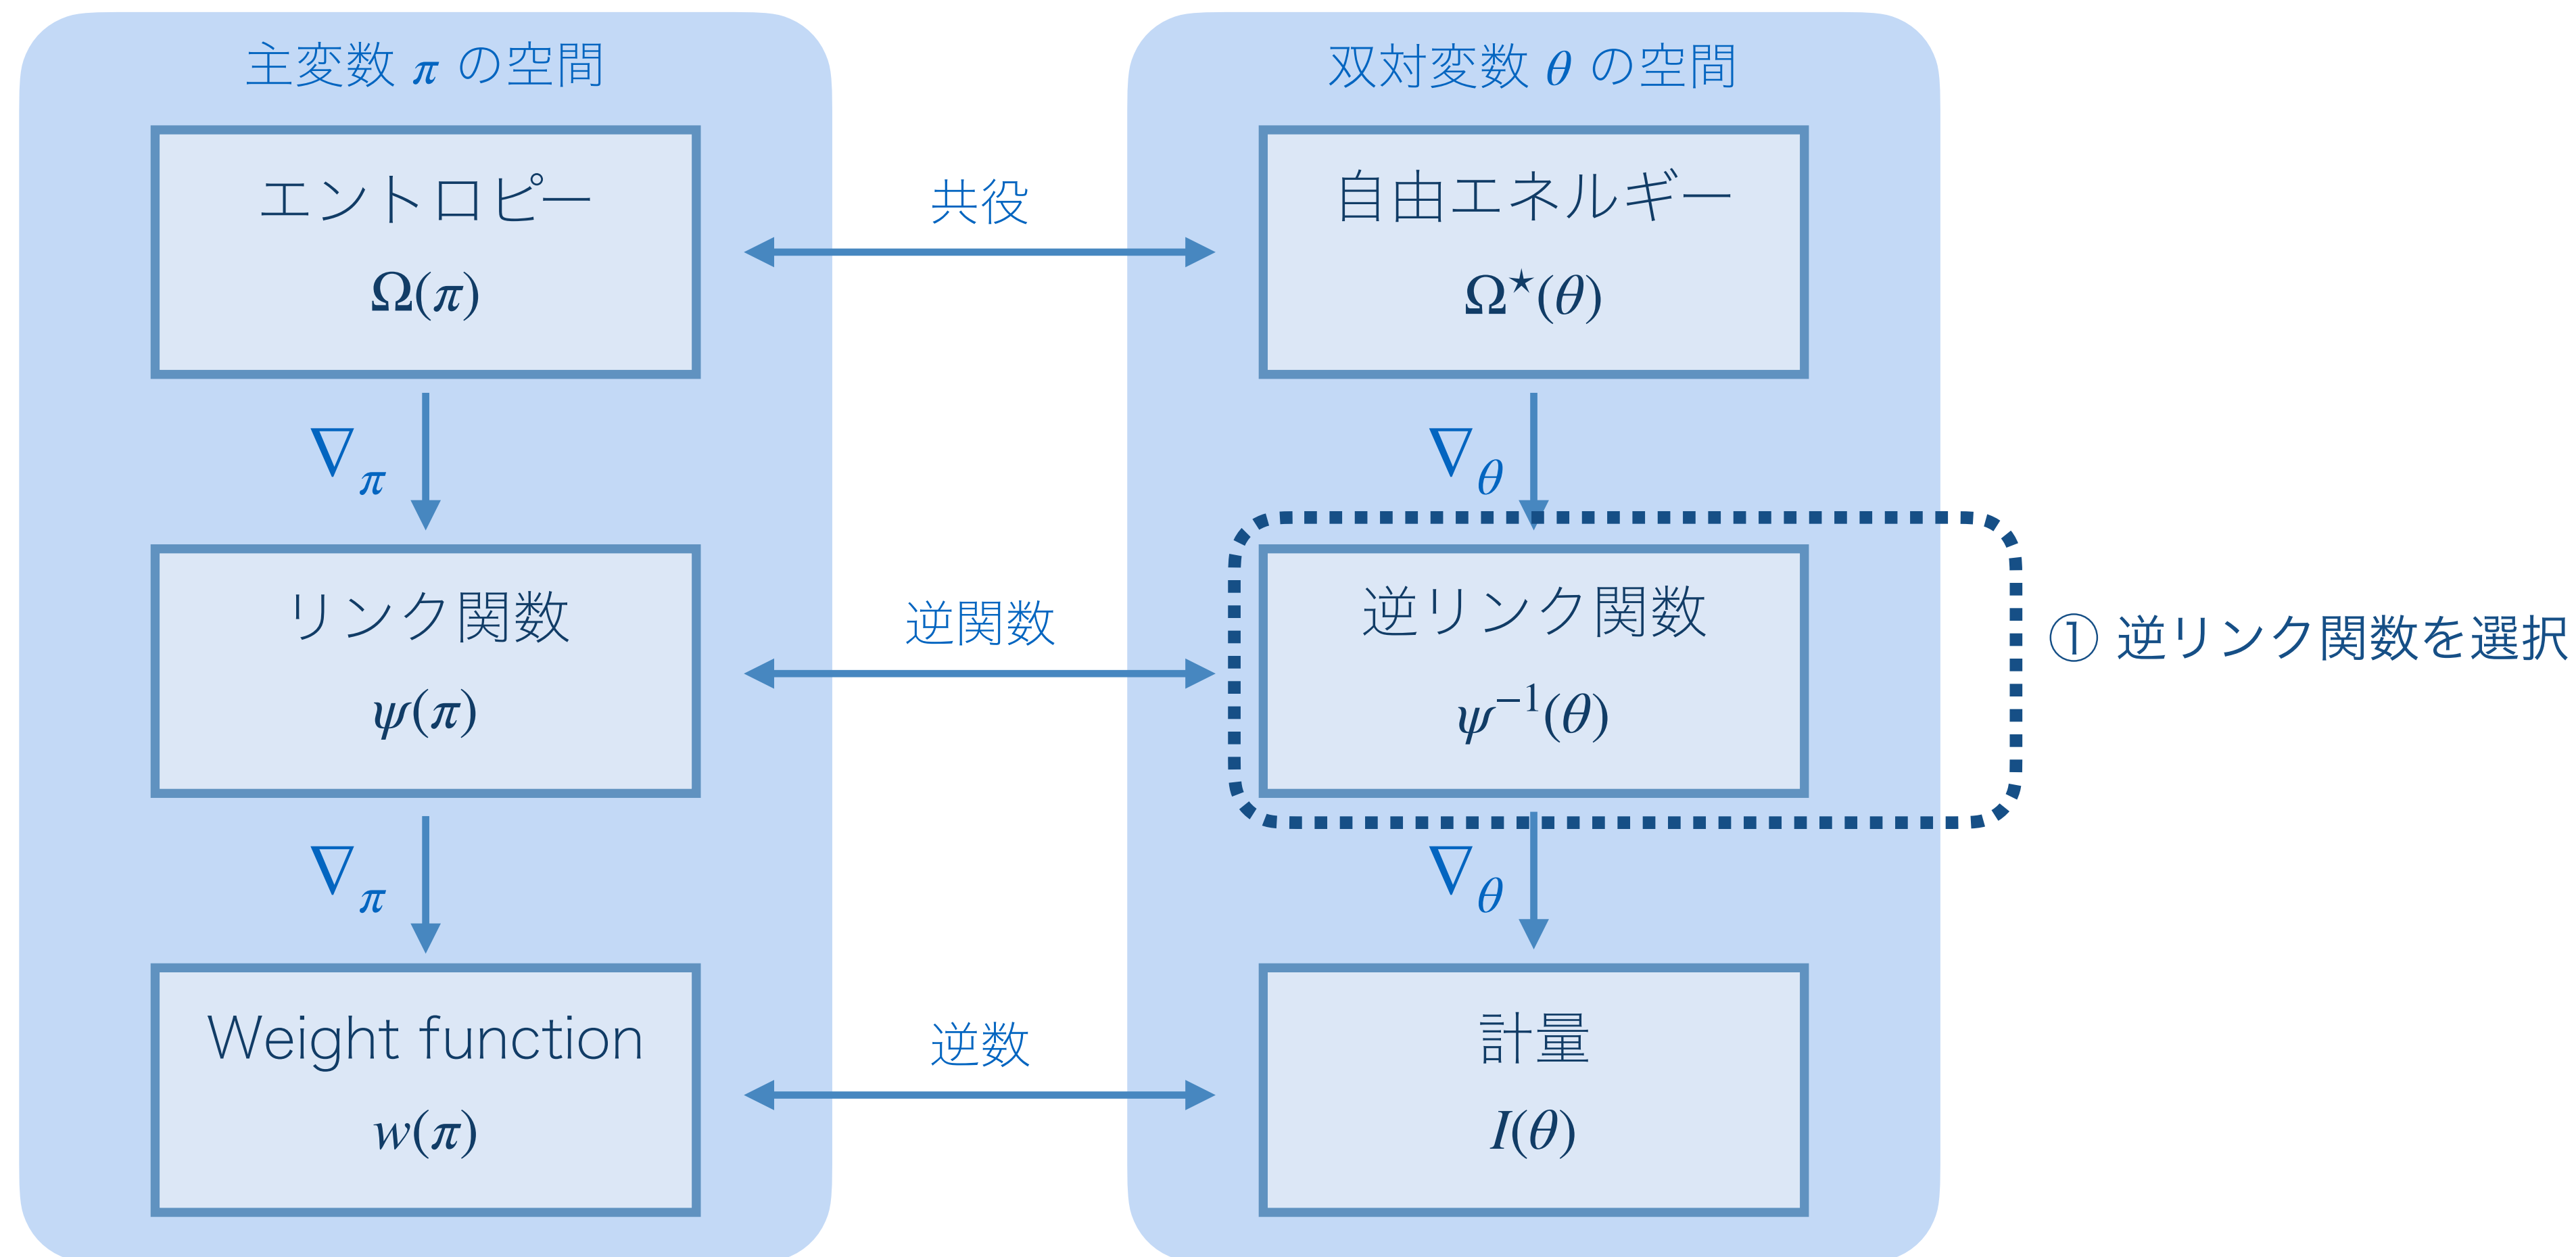 主変数 π の空間
双対変数 θ の空間
エントロピー
Ω(π)
共役
自由エネルギー
Ω★(θ)
∇π
∇θ
リンク関数
ψ(π)
逆関数
逆リンク関数
ψ⁻¹(θ)
① 逆リンク関数を選択
∇π
∇θ
Weight function
w(π)
逆数
計量
I(θ)